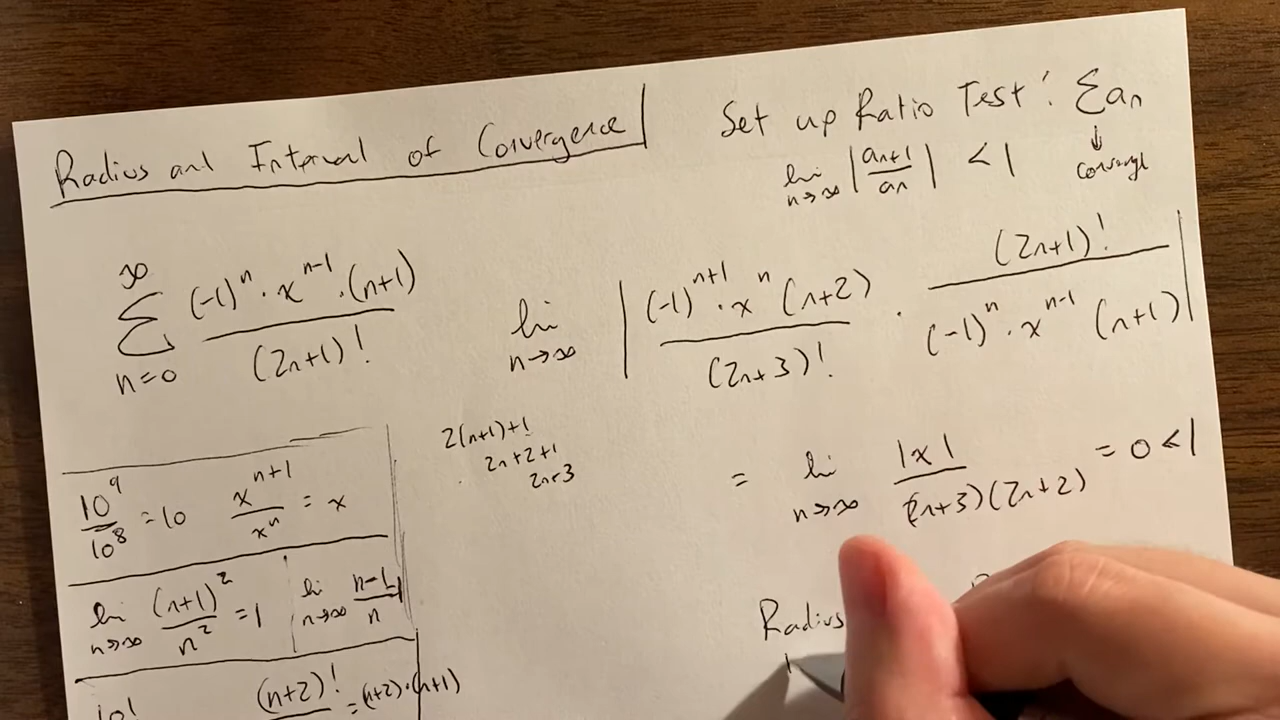 Radius and Interval of Convergence
Set up Ratio Test: Σan
lim n→∞ |an+1/an| < 1
↓ converge
∞ Σ n=0 (-1)^n · x^(n-1) · (n+1) / (2n+1)!
lim n→∞ | (-1)^(n+1) · x^n (n+2) / (2n+3)! · (2n+1)! / (-1)^n · x^(n-1) (n+1) |
2(n+1)+1
2n+2+1
2n+3
= lim n→∞ |x| / (2n+3)(2n+2) = 0 < 1
10^9/10^8 = 10
x^(n+1)/x^n = x
lim n→∞ (n+1)^2/n^2 = 1
lim n→∞ n-1/n
10!
(n+2)! = (n+2)·(n+1)
Radius